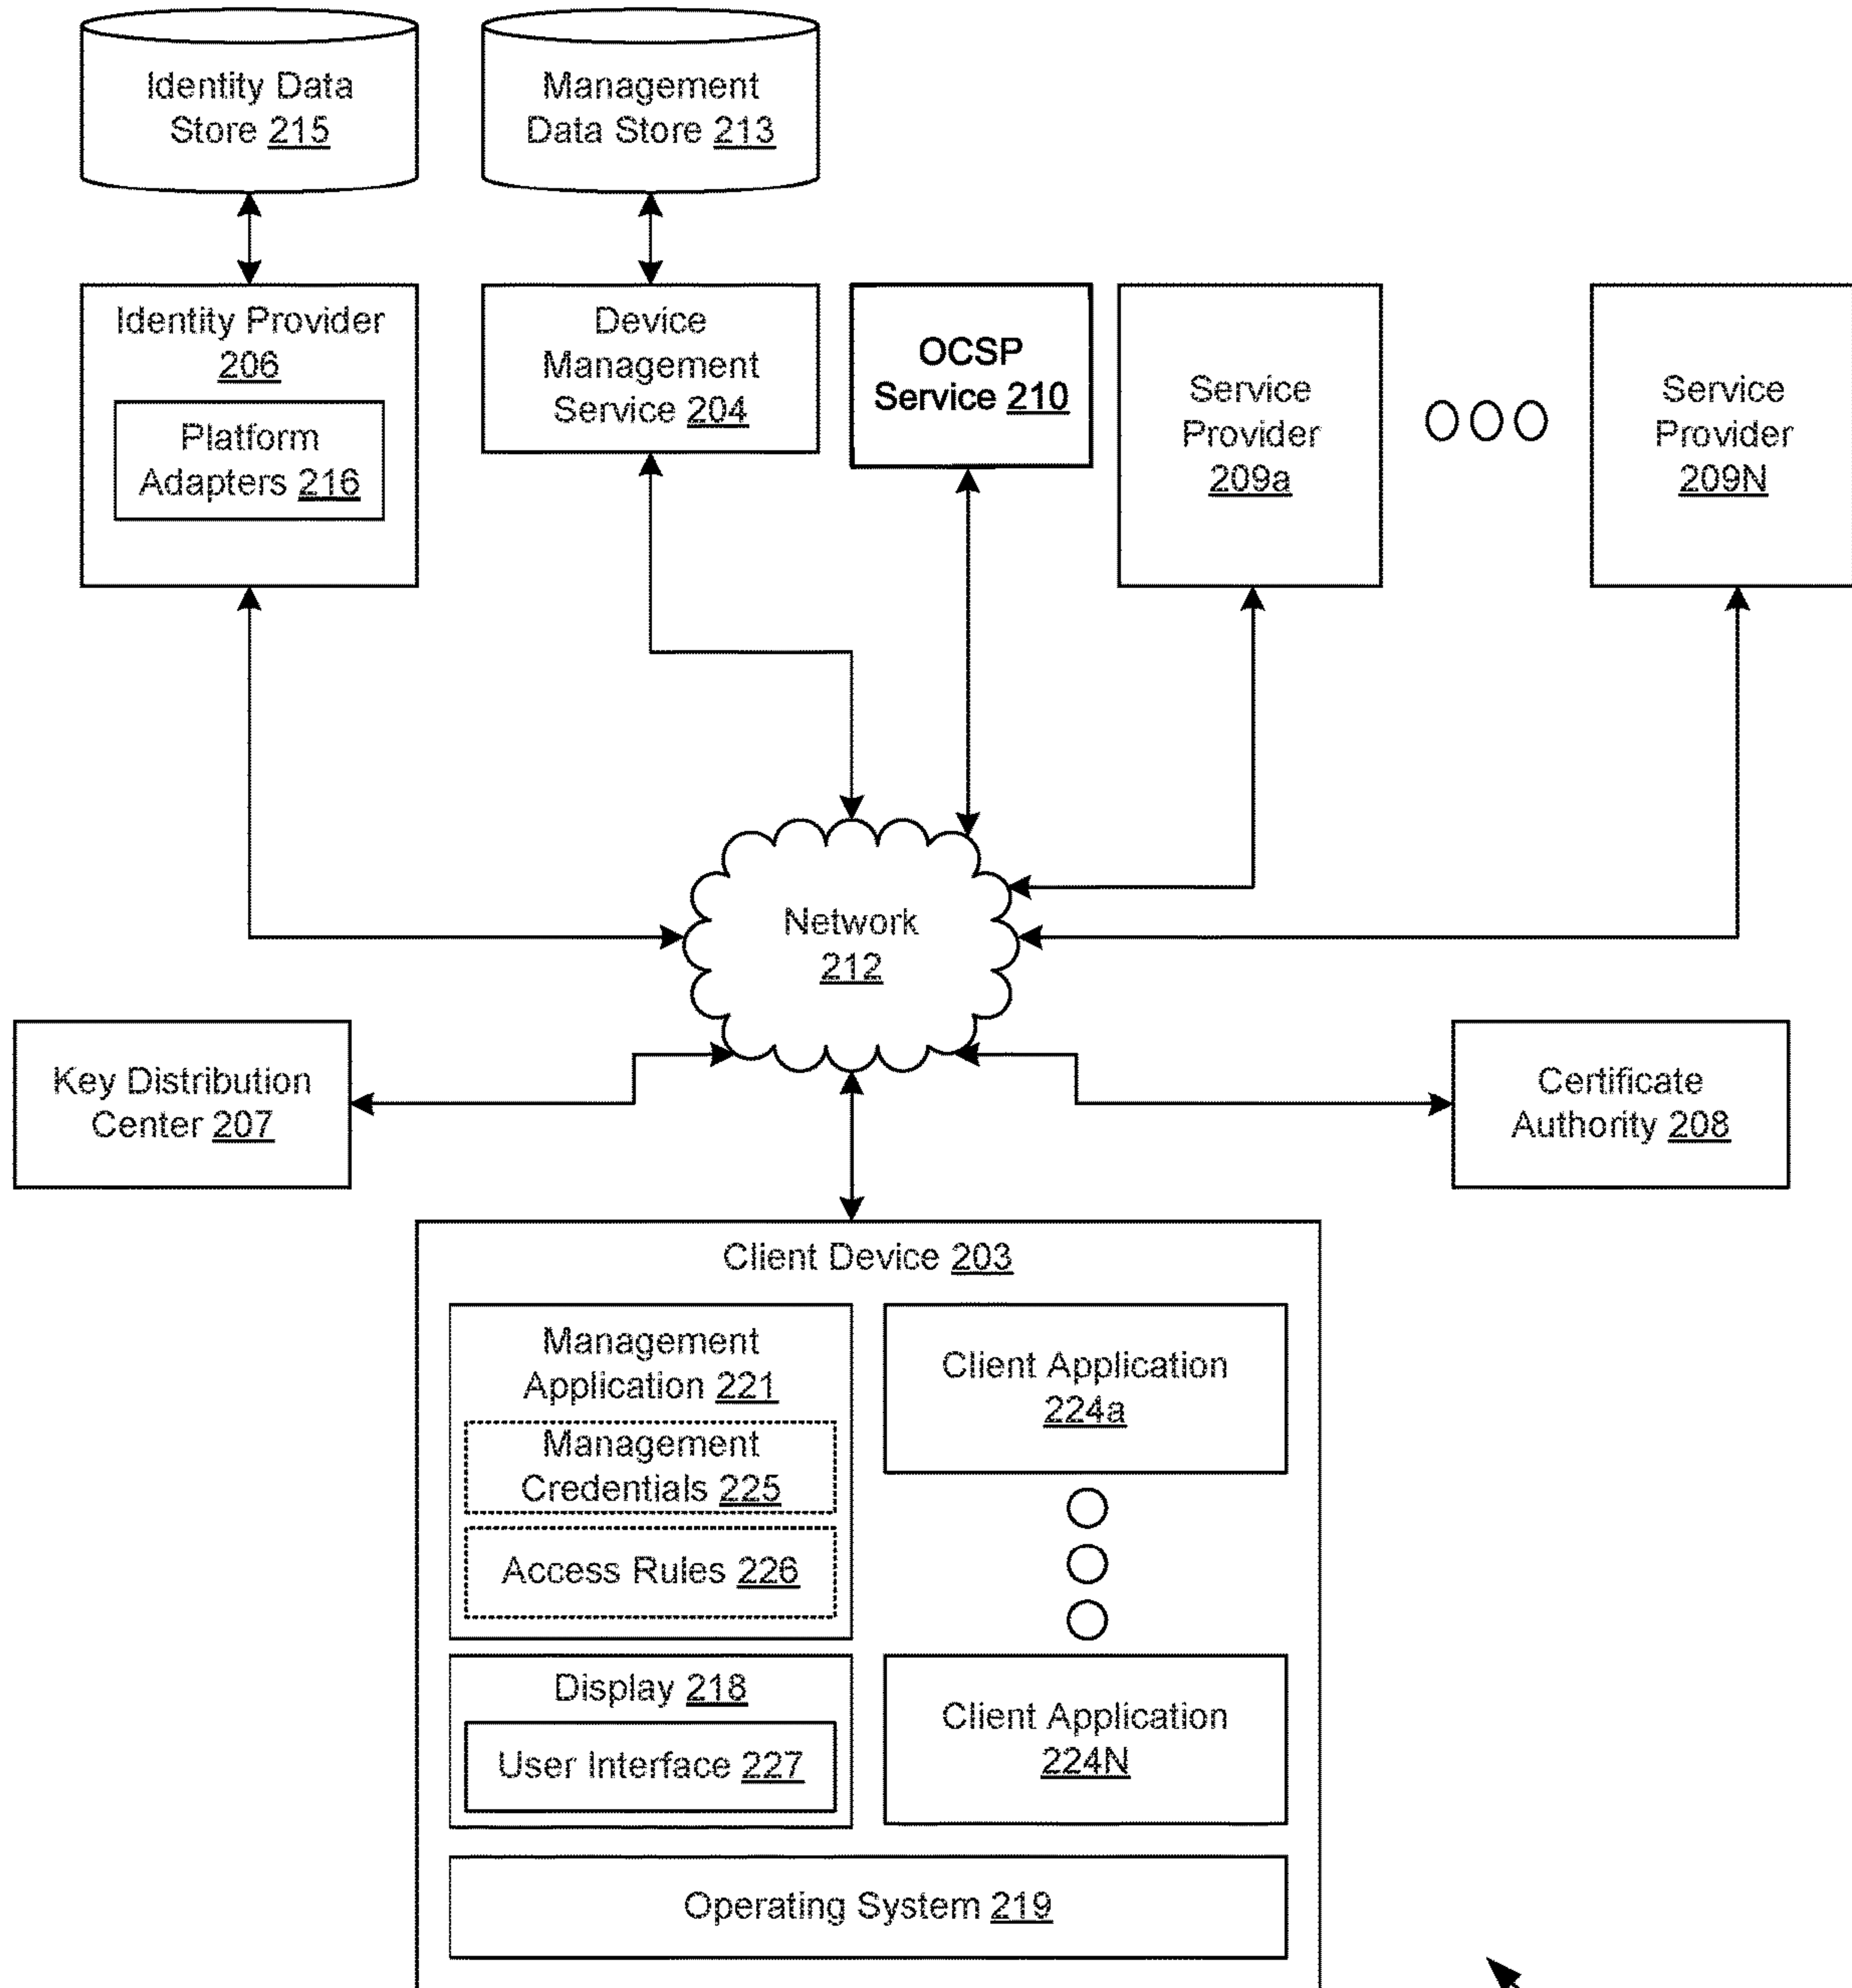 Identity Data
Store 215
Management
Data Store 213
Identity Provider
206
Platform
Adapters 216
Device
Management
Service 204
OCSP
Service 210
Service
Provider
209a
Service
Provider
209N
Network
212
Key Distribution
Center 207
Certificate
Authority 208
Client Device 203
Management
Application 221
Management
Credentials 225
Access Rules 226
Client Application
224a
Display 218
User Interface 227
Client Application
224N
Operating System 219